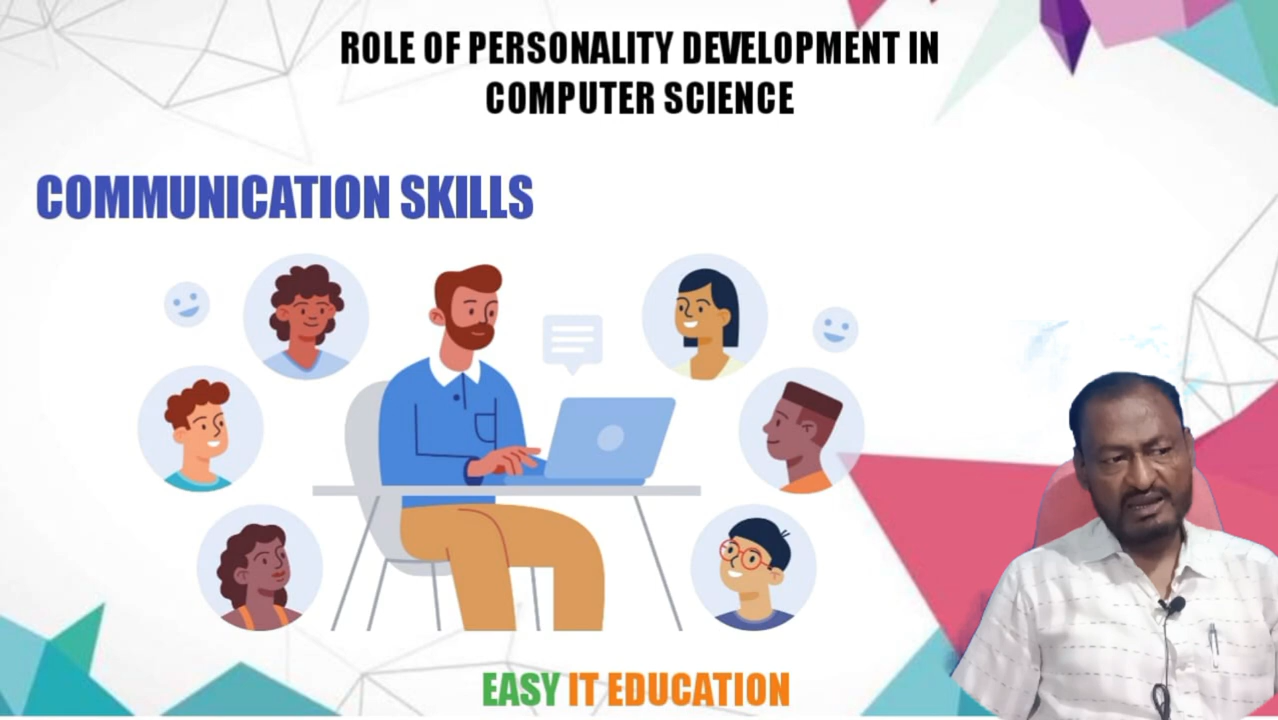 ROLE OF PERSONALITY DEVELOPMENT IN
COMPUTER SCIENCE
COMMUNICATION SKILLS
EASY IT EDUCATION